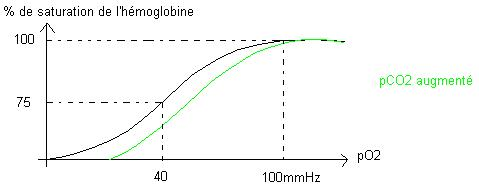 % de saturation de l'hémoglobine
100
75
pCO2 augmenté
pO2
40
100mmHz